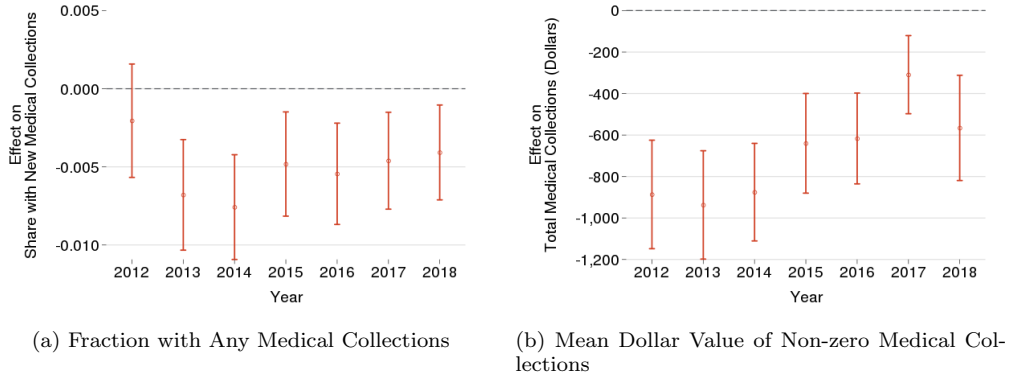 Effect on
Share with New Medical Collections
0.005
0.000
-0.005
-0.010
2012 2013 2014 2015 2016 2017 2018
Year
(a) Fraction with Any Medical Collections
Effect on
Total Medical Collections (Dollars)
0
-200
-400
-600
-800
-1,000
-1,200
2012 2013 2014 2015 2016 2017 2018
Year
(b) Mean Dollar Value of Non-zero Medical Col-
lections